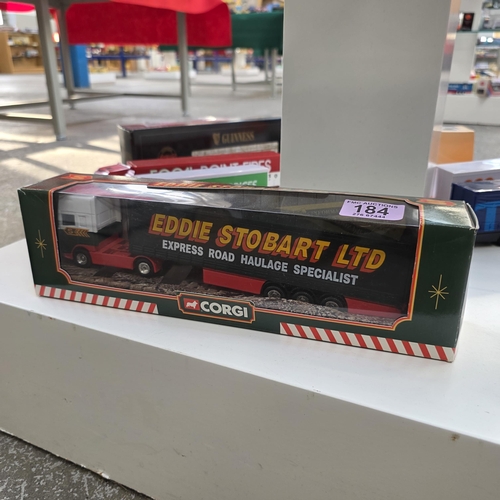 GUINNESS
184
EDDIE STOBART LTD
EXPRESS ROAD HAULAGE SPECIALIST
CORGI